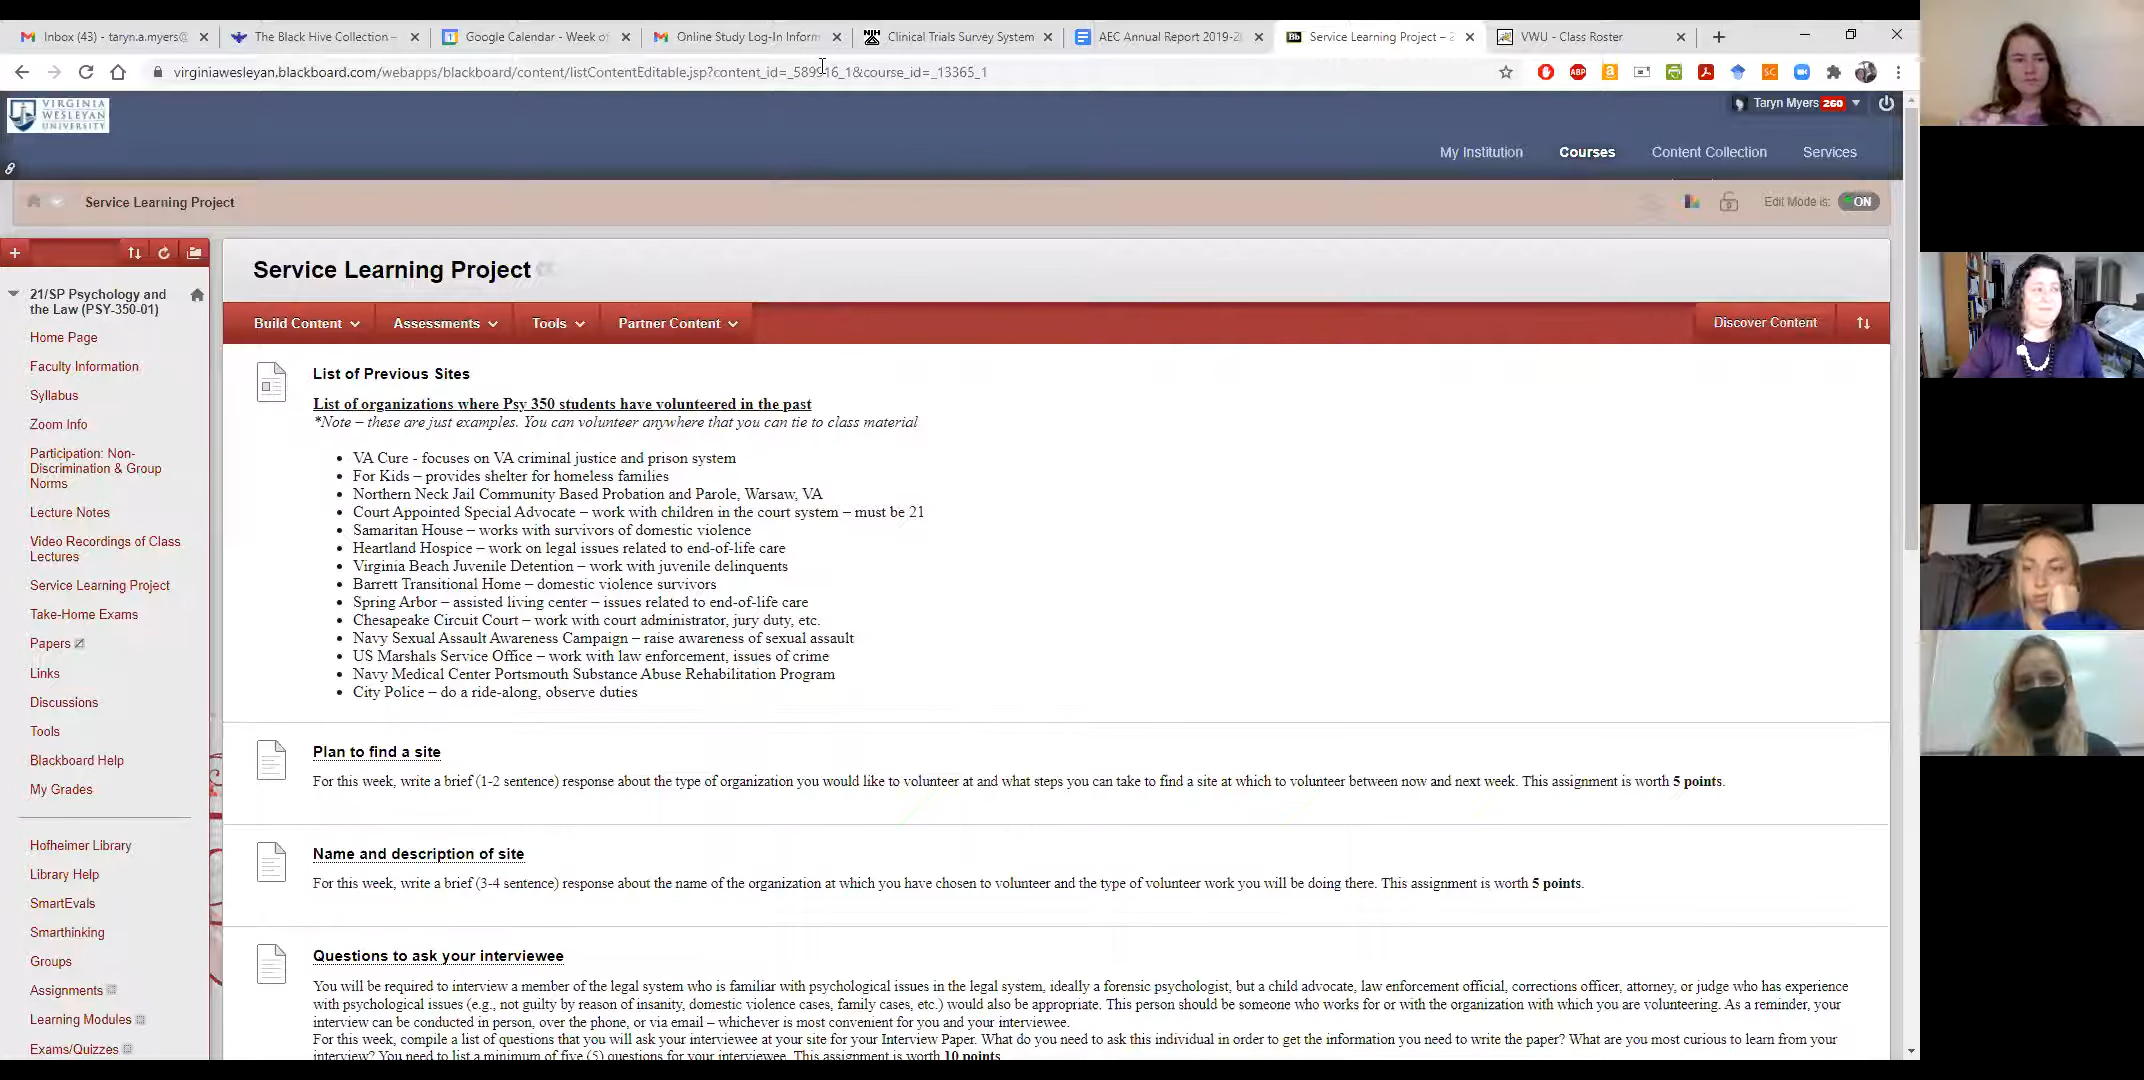 Inbox (43) - taryn.a.myers@
The Black Hive Collection –
Google Calendar - Week of
Online Study Log-In Inform
Clinical Trials Survey System
AEC Annual Report 2019-2
Service Learning Project – 2
VWU - Class Roster
virginiawesleyan.blackboard.com/webapps/blackboard/content/listContentEditable.jsp?content_id=_589916_1&course_id=_13365_1
VIRGINIA
WESLEYAN
UNIVERSITY
Taryn Myers 260
My Institution
Courses
Content Collection
Services
Service Learning Project
Edit Mode is: ON
21/SP Psychology and
the Law (PSY-350-01)
Home Page
Faculty Information
Syllabus
Zoom Info
Participation: Non-
Discrimination & Group
Norms
Lecture Notes
Video Recordings of Class
Lectures
Service Learning Project
Take-Home Exams
Papers
Links
Discussions
Tools
Blackboard Help
My Grades
Hofheimer Library
Library Help
SmartEvals
Smarthinking
Groups
Assignments
Learning Modules
Exams/Quizzes
Service Learning Project
Build Content
Assessments
Tools
Partner Content
Discover Content
List of Previous Sites
List of organizations where Psy 350 students have volunteered in the past
*Note – these are just examples. You can volunteer anywhere that you can tie to class material
• VA Cure - focuses on VA criminal justice and prison system
• For Kids – provides shelter for homeless families
• Northern Neck Jail Community Based Probation and Parole, Warsaw, VA
• Court Appointed Special Advocate – work with children in the court system – must be 21
• Samaritan House – works with survivors of domestic violence
• Heartland Hospice – work on legal issues related to end-of-life care
• Virginia Beach Juvenile Detention – work with juvenile delinquents
• Barrett Transitional Home – domestic violence survivors
• Spring Arbor – assisted living center – issues related to end-of-life care
• Chesapeake Circuit Court – work with court administrator, jury duty, etc.
• Navy Sexual Assault Awareness Campaign – raise awareness of sexual assault
• US Marshals Service Office – work with law enforcement, issues of crime
• Navy Medical Center Portsmouth Substance Abuse Rehabilitation Program
• City Police – do a ride-along, observe duties
Plan to find a site
For this week, write a brief (1-2 sentence) response about the type of organization you would like to volunteer at and what steps you can take to find a site at which to volunteer between now and next week. This assignment is worth 5 points.
Name and description of site
For this week, write a brief (3-4 sentence) response about the name of the organization at which you have chosen to volunteer and the type of volunteer work you will be doing there. This assignment is worth 5 points.
Questions to ask your interviewee
You will be required to interview a member of the legal system who is familiar with psychological issues in the legal system, ideally a forensic psychologist, but a child advocate, law enforcement official, corrections officer, attorney, or judge who has experience
with psychological issues (e.g., not guilty by reason of insanity, domestic violence cases, family cases, etc.) would also be appropriate. This person should be someone who works for or with the organization with which you are volunteering. As a reminder, your
interview can be conducted in person, over the phone, or via email – whichever is most convenient for you and your interviewee.
For this week, compile a list of questions that you will ask your interviewee at your site for your Interview Paper. What do you need to ask this individual in order to get the information you need to write the paper? What are you most curious to learn from your
interview? You need to list a minimum of five (5) questions for your interviewee. This assignment is worth 10 points.